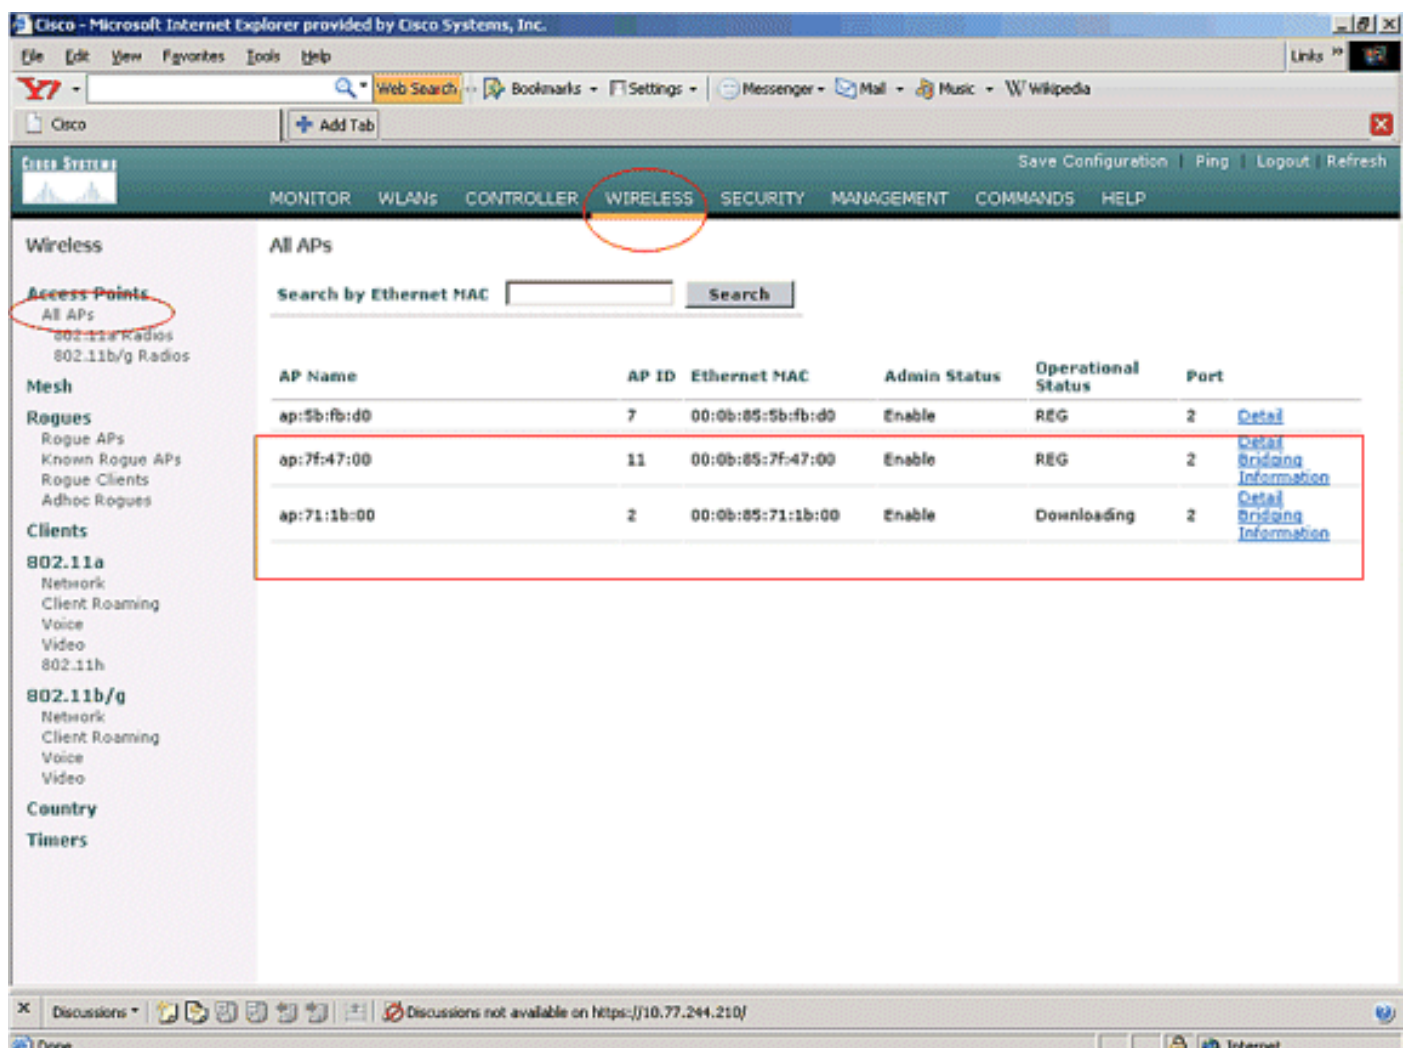 Cisco - Microsoft Internet Explorer provided by Cisco Systems, Inc.
File Edit View Favorites Tools Help Links »
Y! Web Search Bookmarks Settings Messenger Mail Music W Wikipedia
Cisco Add Tab
CISCO SYSTEMS Save Configuration | Ping | Logout | Refresh
MONITOR WLANs CONTROLLER WIRELESS SECURITY MANAGEMENT COMMANDS HELP
Wireless
Access Points
All APs
802.11a Radios
802.11b/g Radios
Mesh
Rogues
Rogue APs
Known Rogue APs
Rogue Clients
Adhoc Rogues
Clients
802.11a
Network
Client Roaming
Voice
Video
802.11h
802.11b/g
Network
Client Roaming
Voice
Video
Country
Timers
All APs
Search by Ethernet MAC Search
AP Name AP ID Ethernet MAC Admin Status Operational Status Port
ap:5b:fb:d0 7 00:0b:85:5b:fb:d0 Enable REG 2 Detail
ap:7f:47:00 11 00:0b:85:7f:47:00 Enable REG 2 Detail
Bridging
Information
ap:71:1b:00 2 00:0b:85:71:1b:00 Enable Downloading 2 Detail
Bridging
Information
Discussions Discussions not available on https://10.77.244.210/
Done Internet